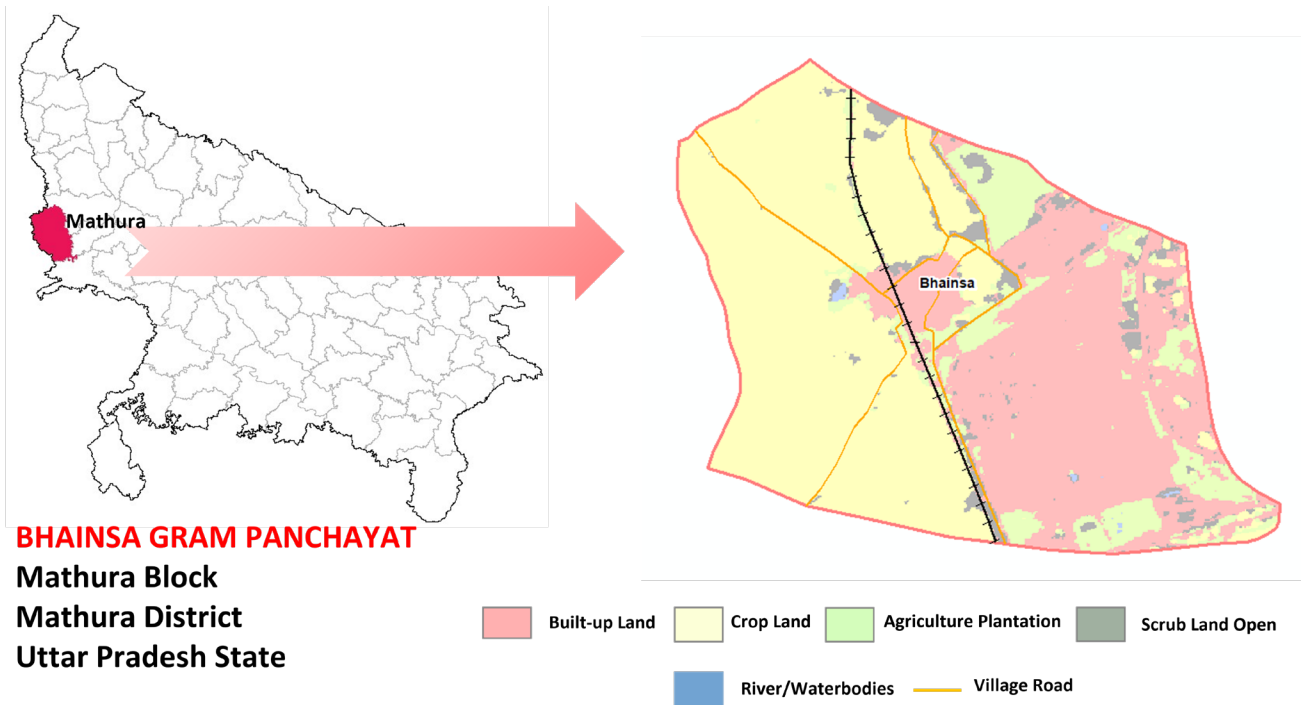 Mathura
Bhainsa
BHAINSA GRAM PANCHAYAT
Mathura Block
Mathura District
Uttar Pradesh State
Built-up Land
Crop Land
Agriculture Plantation
Scrub Land Open
River/Waterbodies
Village Road